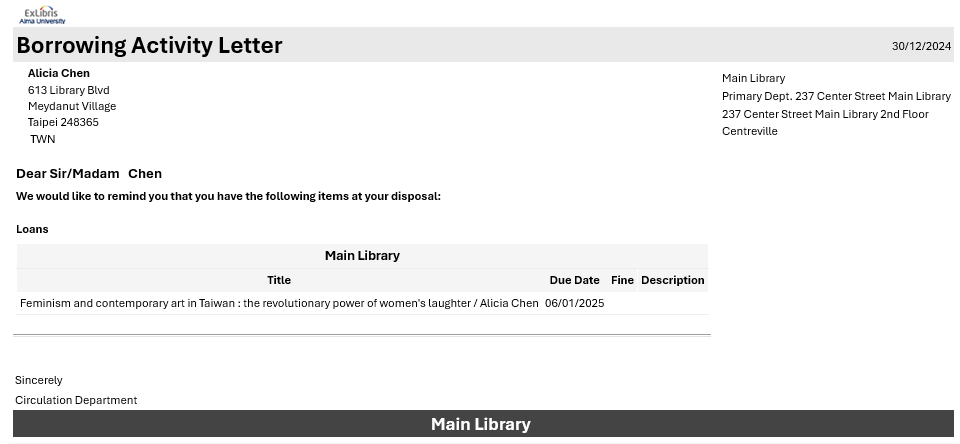 ExLibris
Alma University
Borrowing Activity Letter 30/12/2024
Alicia Chen
613 Library Blvd
Meydanut Village
Taipei 248365
TWN
Main Library
Primary Dept. 237 Center Street Main Library
237 Center Street Main Library 2nd Floor
Centreville
Dear Sir/Madam Chen
We would like to remind you that you have the following items at your disposal:
Loans
Main Library
Title Due Date Fine Description
Feminism and contemporary art in Taiwan : the revolutionary power of women's laughter / Alicia Chen 06/01/2025
Sincerely
Circulation Department
Main Library